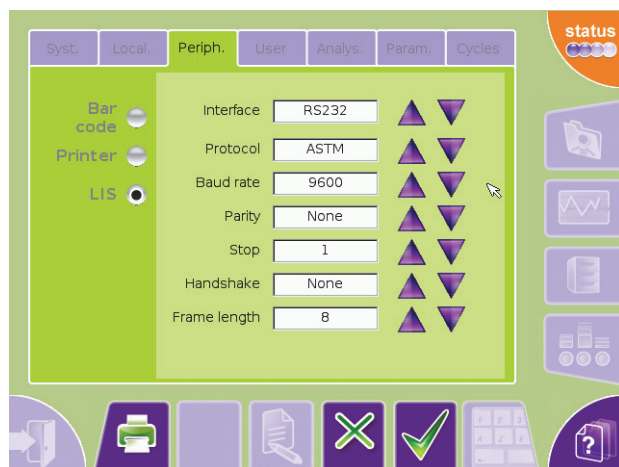 status
Syst.
Local.
Periph.
User
Analys.
Param.
Cycles
Bar
code
Printer
LIS
Interface RS232
Protocol ASTM
Baud rate 9600
Parity None
Stop 1
Handshake None
Frame length 8
?